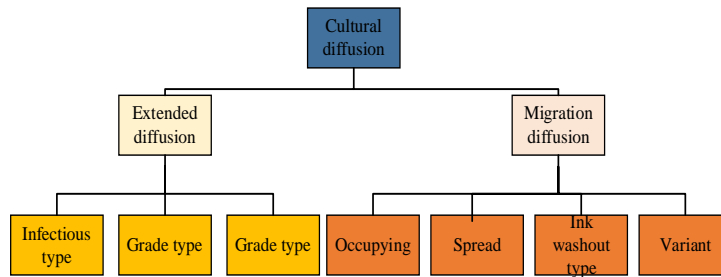 Cultural
diffusion
Extended
diffusion
Migration
diffusion
Infectious
type
Grade type
Grade type
Occupying
Spread
Ink
washout
type
Variant